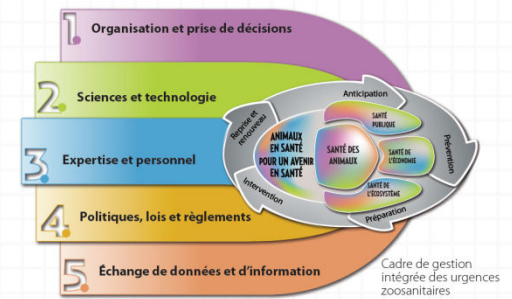 1. Organisation et prise de décisions
2. Sciences et technologie
3. Expertise et personnel
4. Politiques, lois et règlements
5. Échange de données et d'information
Anticipation
Prévention
Préparation
Intervention
Reprise et
renouveau
ANIMAUX
EN SANTÉ
POUR UN AVENIR
EN SANTÉ
SANTÉ DES
ANIMAUX
SANTÉ
PUBLIQUE
SANTÉ DE
L'ÉCONOMIE
SANTÉ DE
L'ÉCOSYSTÈME
Cadre de gestion
intégrée des urgences
zoosanitaires